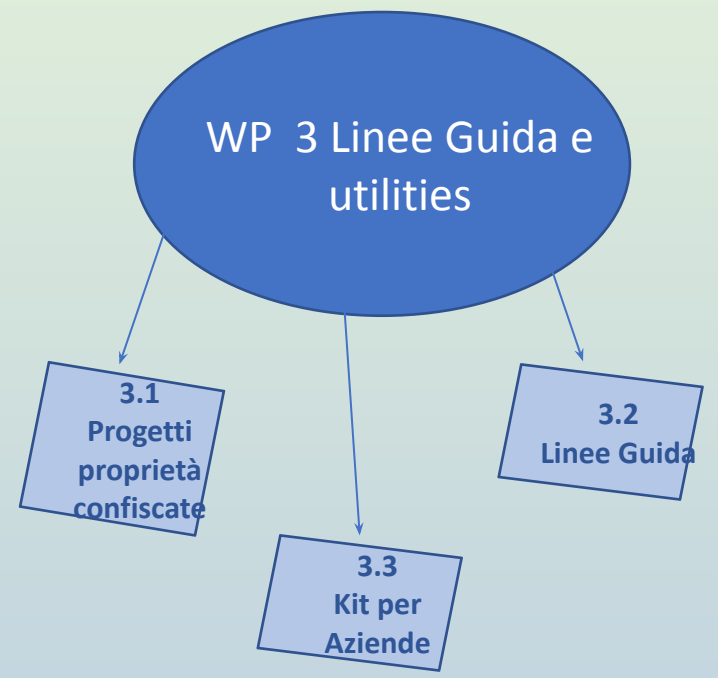 WP 3 Linee Guida e
utilities
3.1
Progetti
proprietà
confiscate
3.2
Linee Guida
3.3
Kit per
Aziende